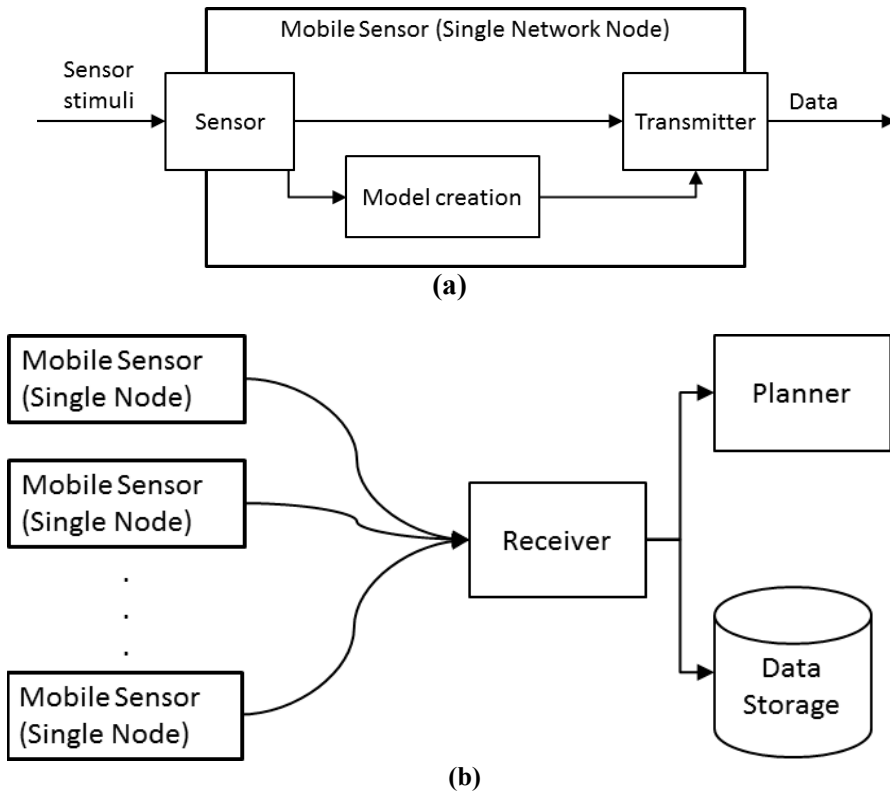 Mobile Sensor (Single Network Node)
Sensor
stimuli
Sensor
Transmitter
Data
Model creation
(a)
Mobile Sensor
(Single Node)
Mobile Sensor
(Single Node)
.
.
.
Mobile Sensor
(Single Node)
Receiver
Planner
Data
Storage
(b)